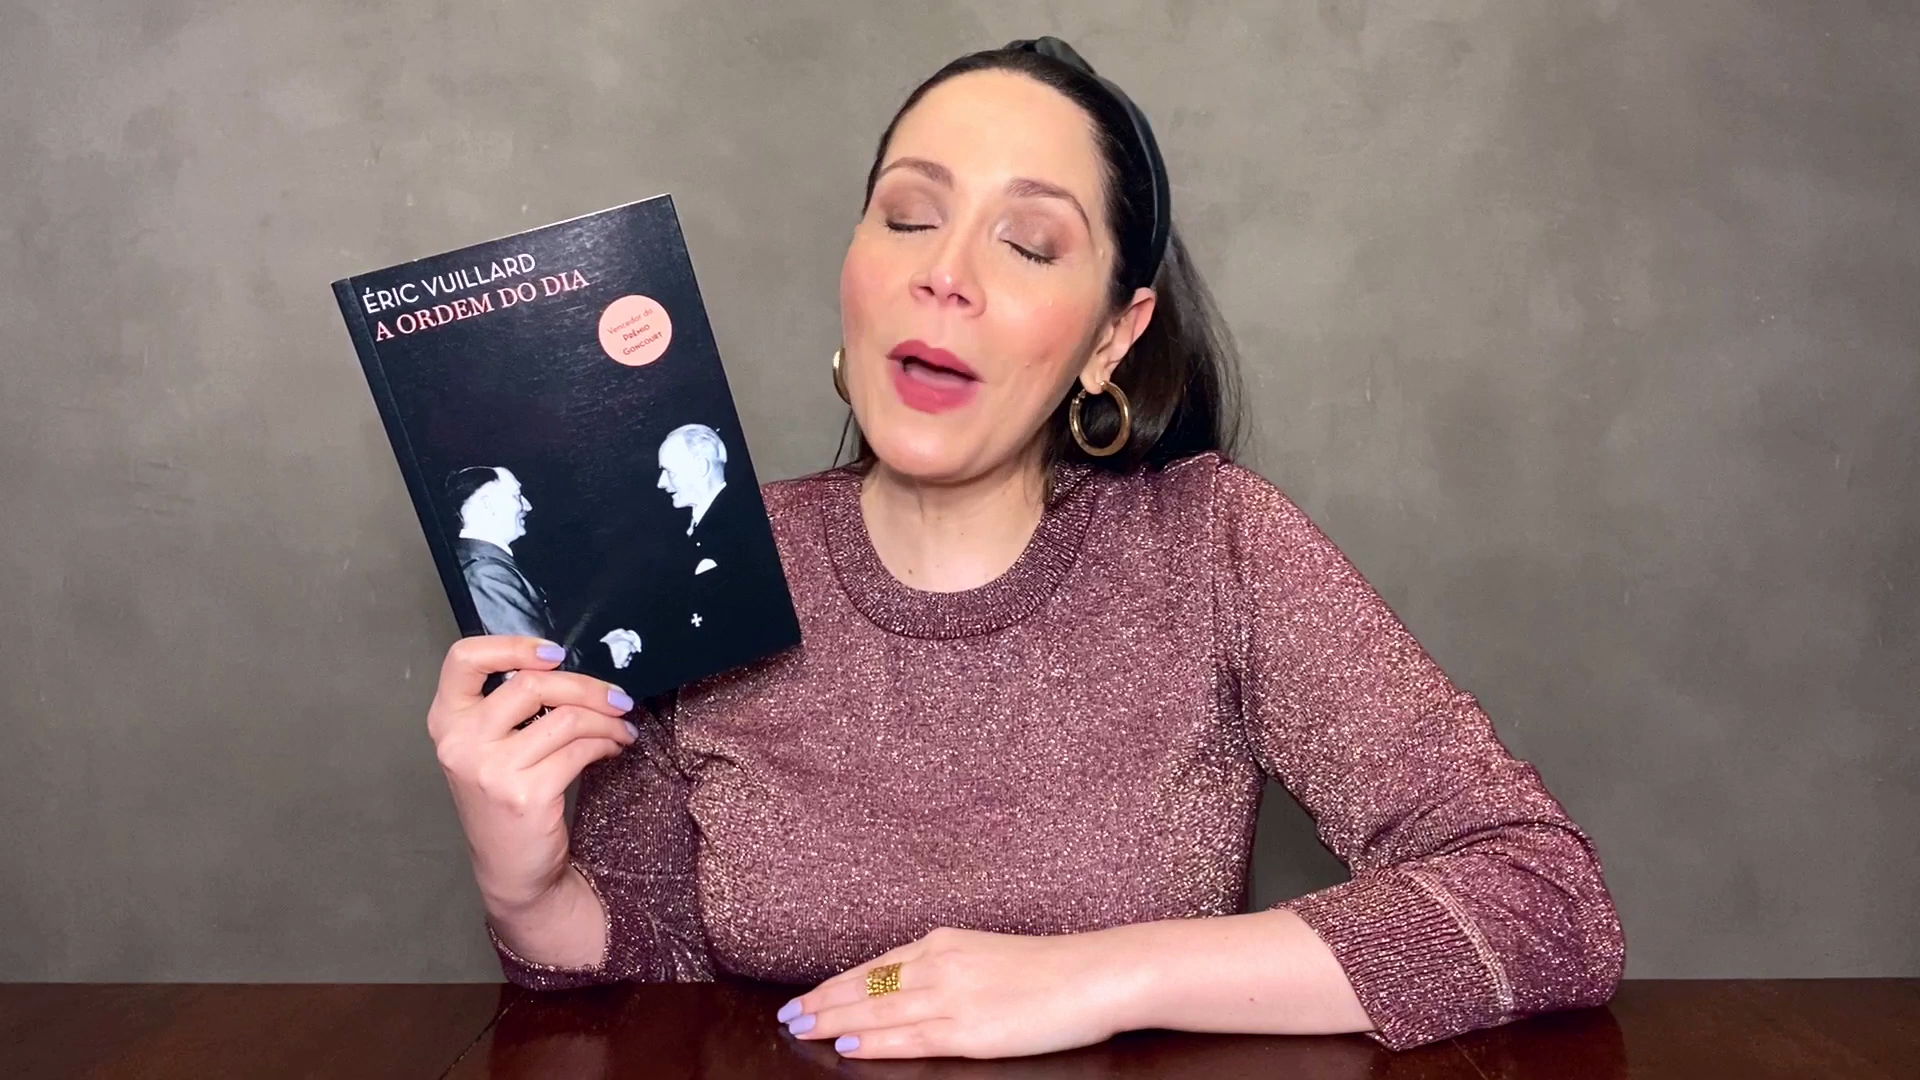 ÉRIC VUILLARD
A ORDEM DO DIA
Vencedor do
PRÊMIO
GONCOURT